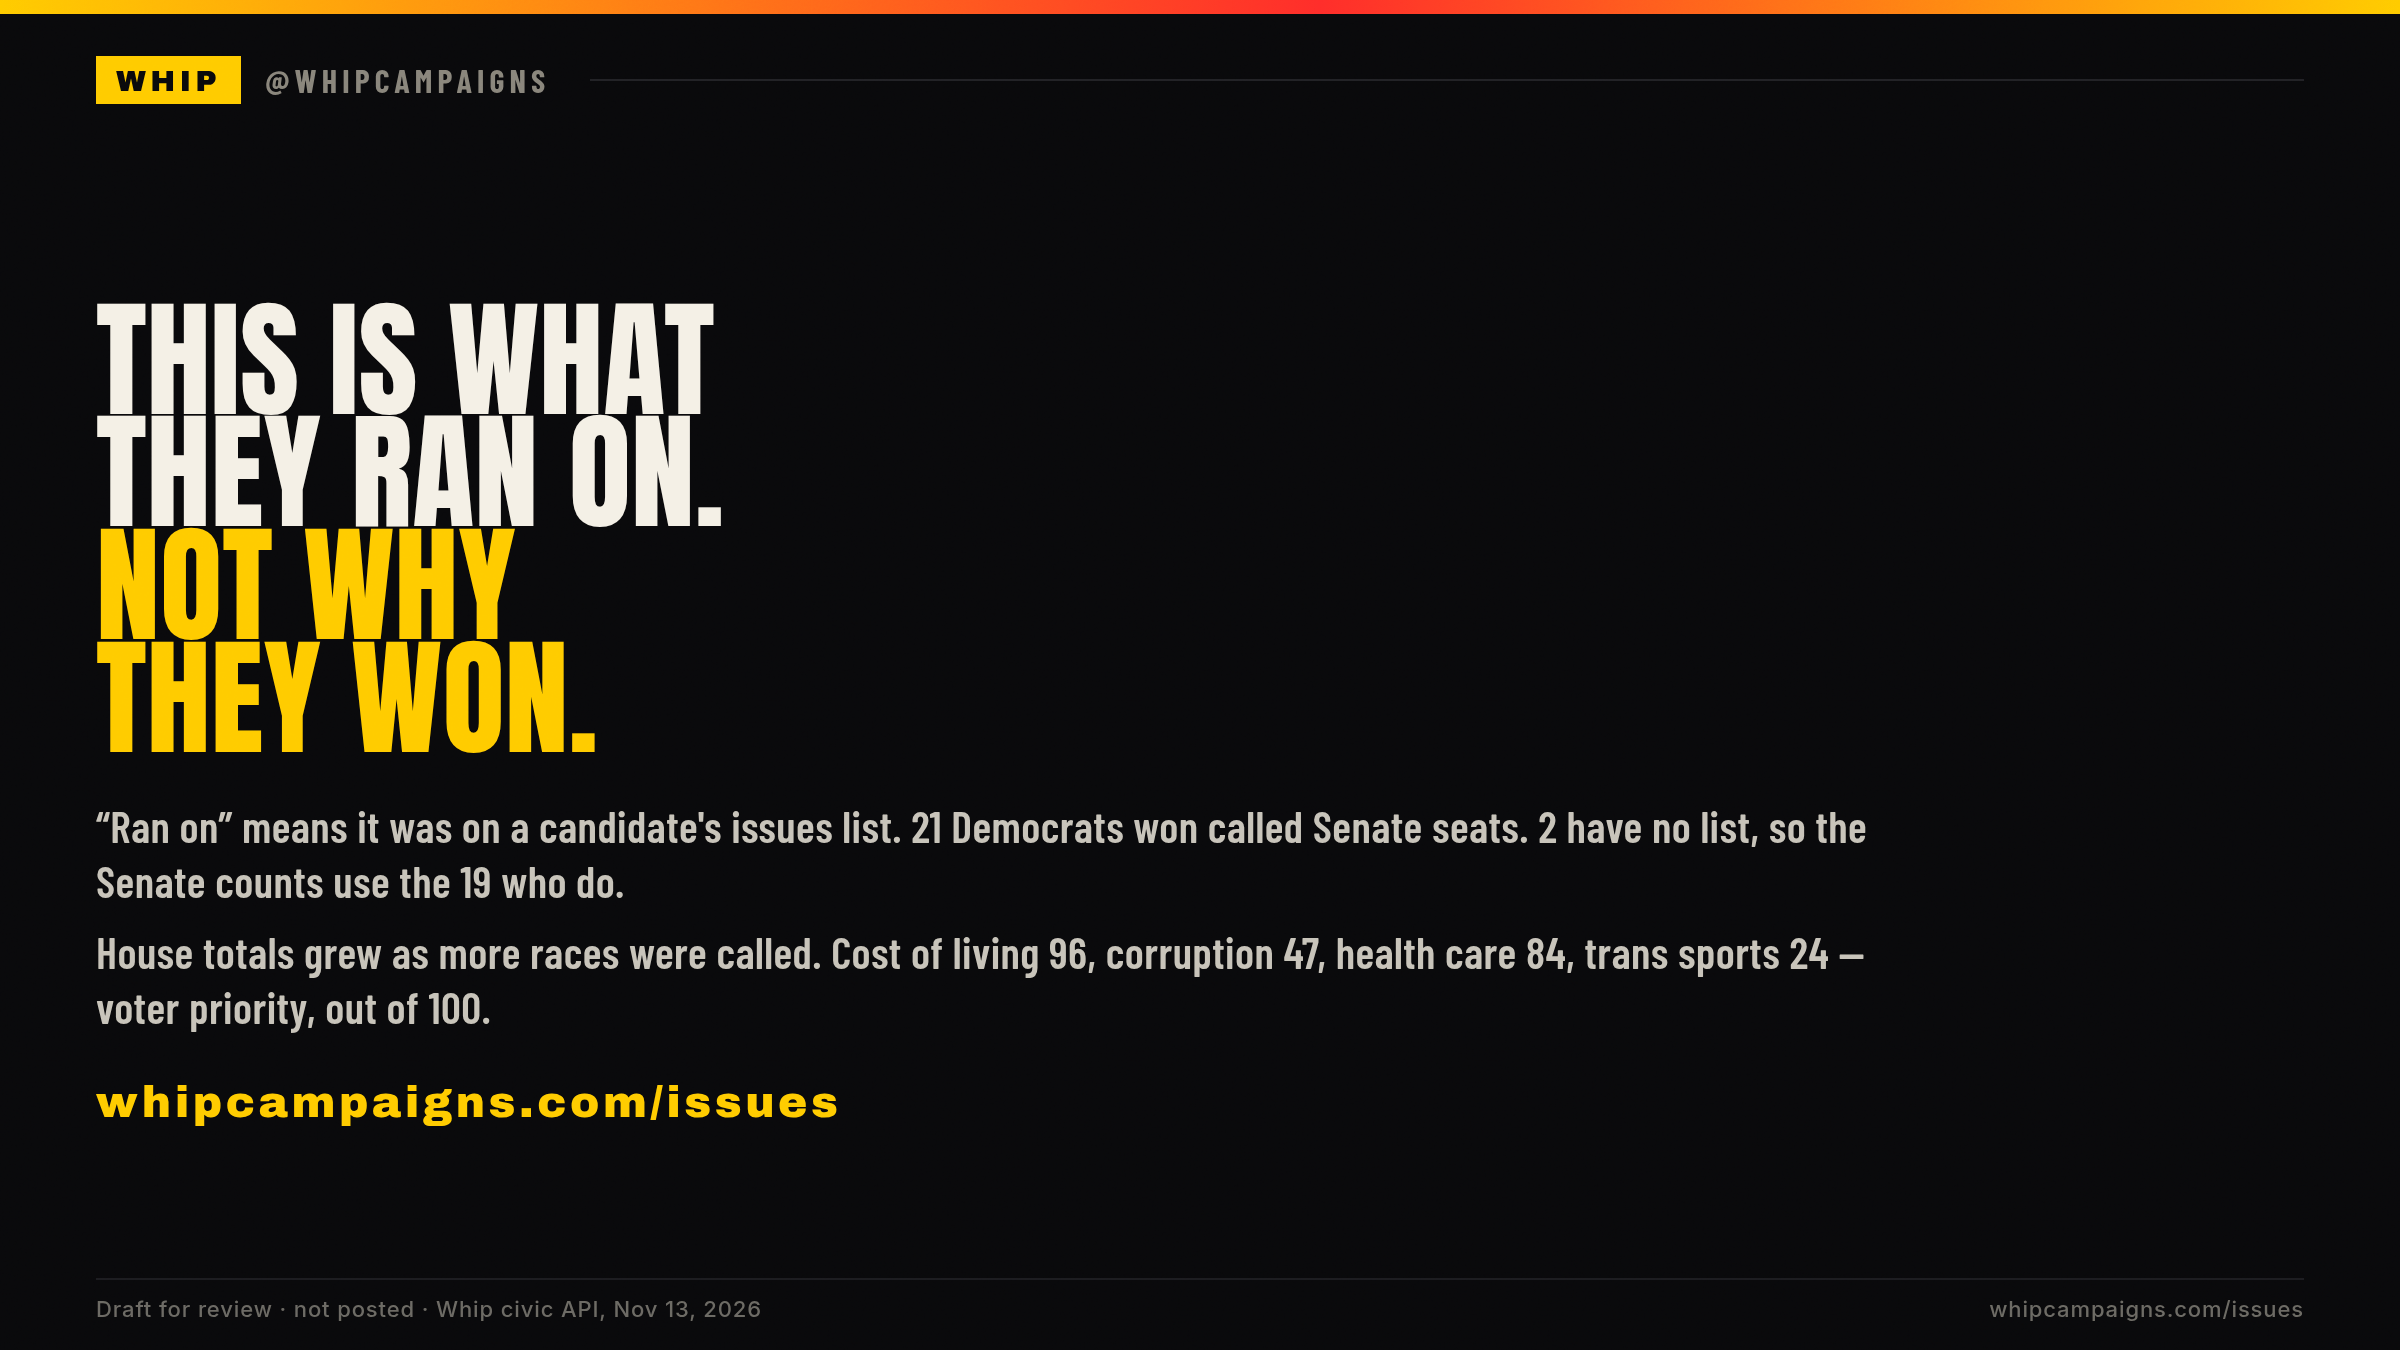 WHIP @WHIPCAMPAIGNS
THIS IS WHAT
THEY RAN ON.
NOT WHY
THEY WON.
“Ran on” means it was on a candidate's issues list. 21 Democrats won called Senate seats. 2 have no list, so the
Senate counts use the 19 who do.
House totals grew as more races were called. Cost of living 96, corruption 47, health care 84, trans sports 24 —
voter priority, out of 100.
whipcampaigns.com/issues
Draft for review · not posted · Whip civic API, Nov 13, 2026
whipcampaigns.com/issues